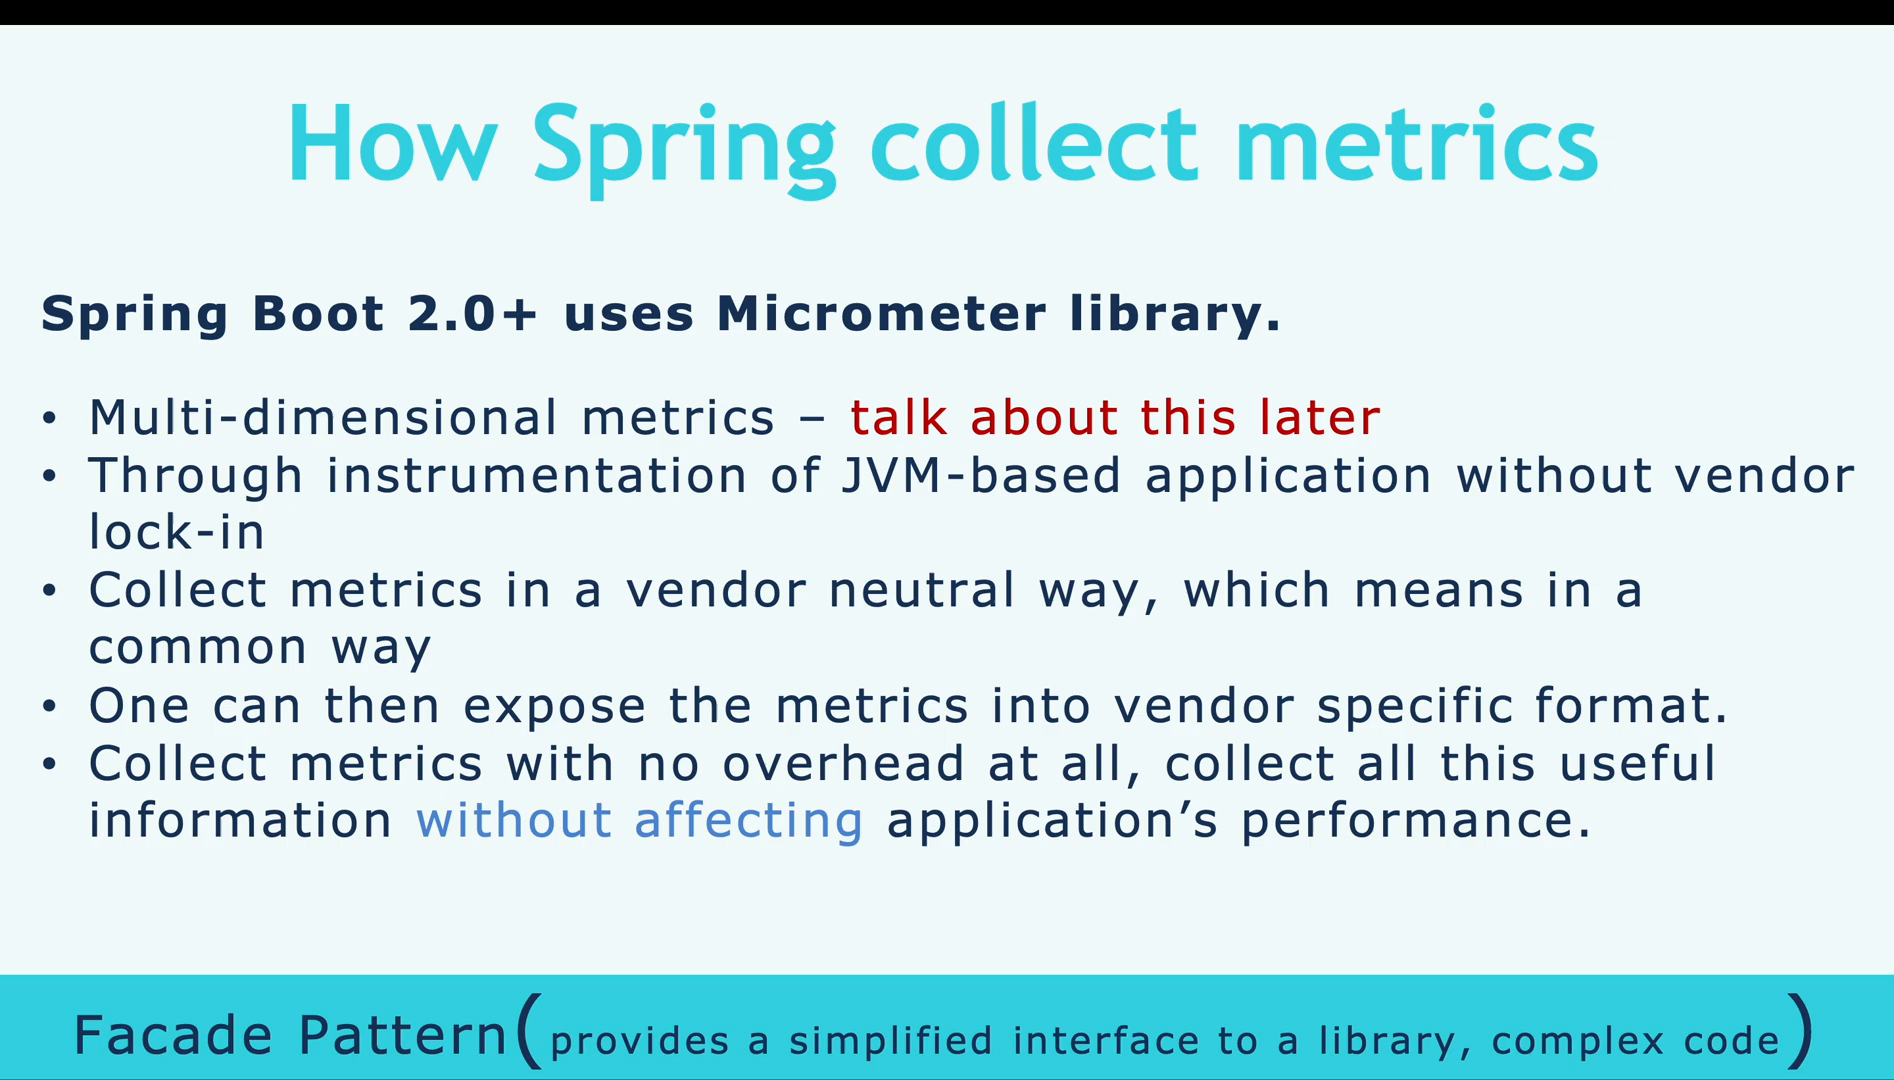 How Spring collect metrics
Spring Boot 2.0+ uses Micrometer library.
• Multi-dimensional metrics – talk about this later
• Through instrumentation of JVM-based application without vendor
lock-in
• Collect metrics in a vendor neutral way, which means in a
common way
• One can then expose the metrics into vendor specific format.
• Collect metrics with no overhead at all, collect all this useful
information without affecting application’s performance.
Facade Pattern(provides a simplified interface to a library, complex code)